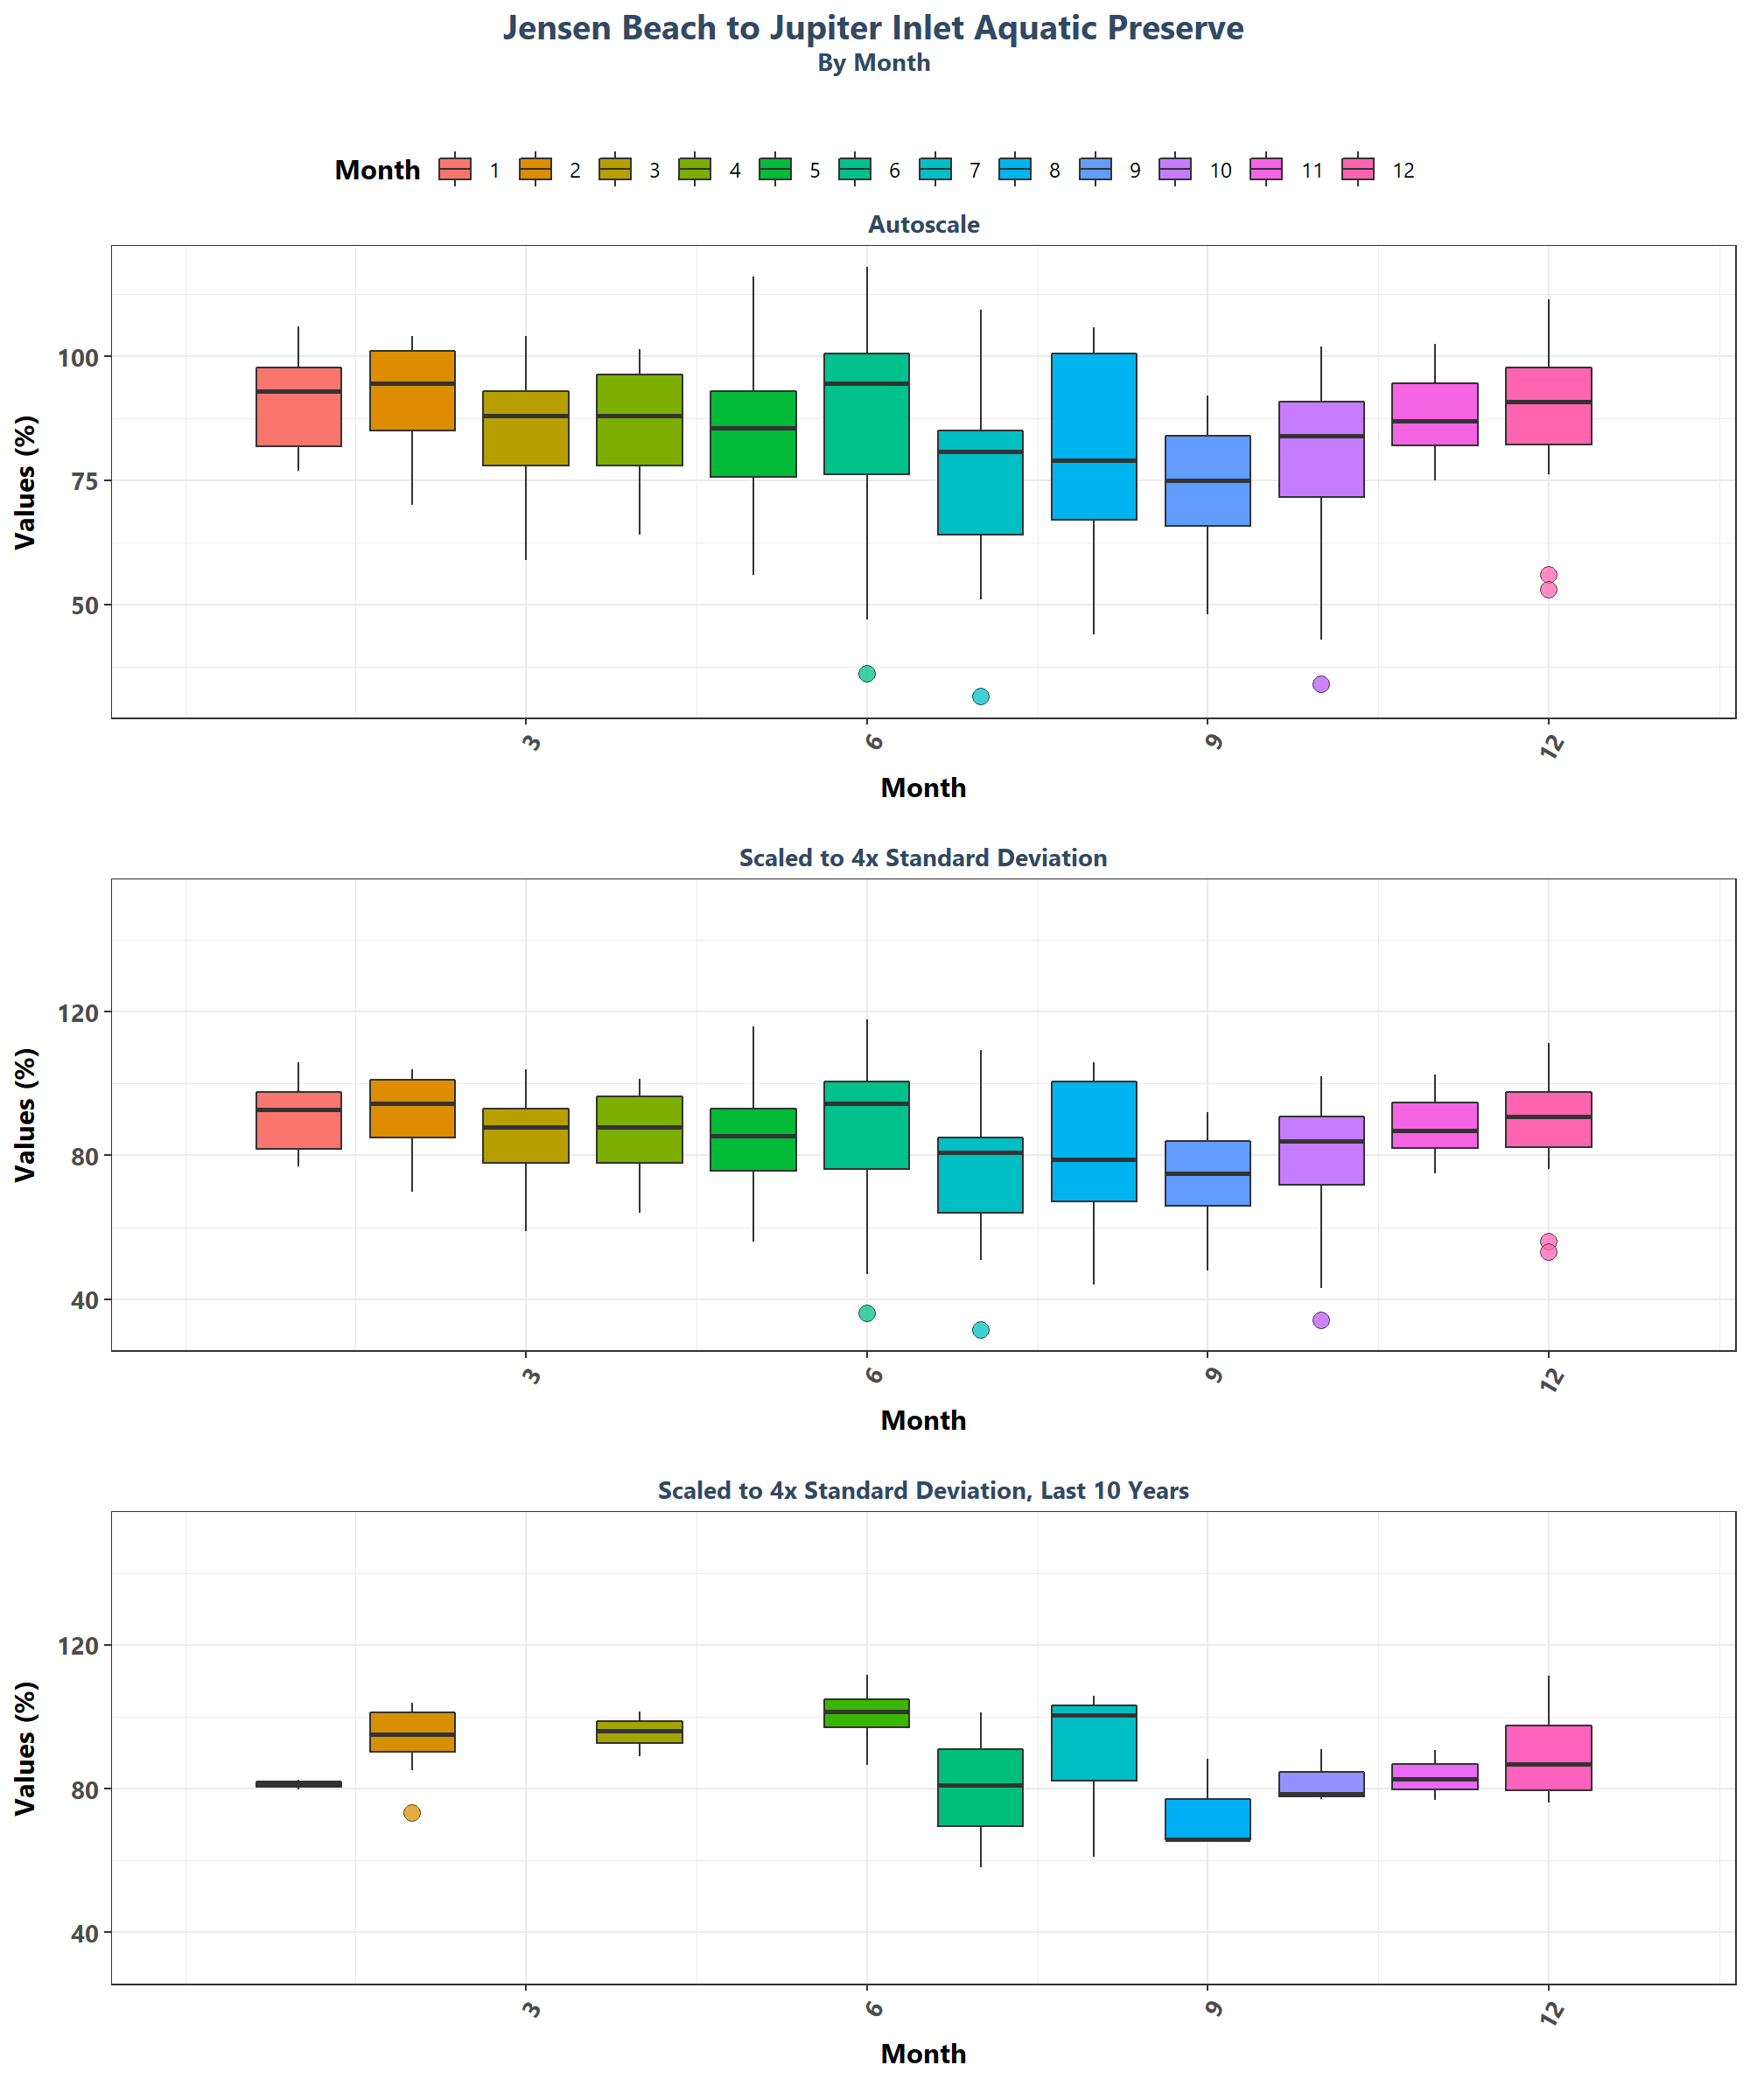 Jensen Beach to Jupiter Inlet Aquatic Preserve
By Month
Month 1 2 3 4 5 6 7 8 9 10 11 12
Autoscale
Values (%)
100
75
50
3 6 9 12
Month
Scaled to 4x Standard Deviation
Values (%)
120
80
40
3 6 9 12
Month
Scaled to 4x Standard Deviation, Last 10 Years
Values (%)
120
80
40
3 6 9 12
Month